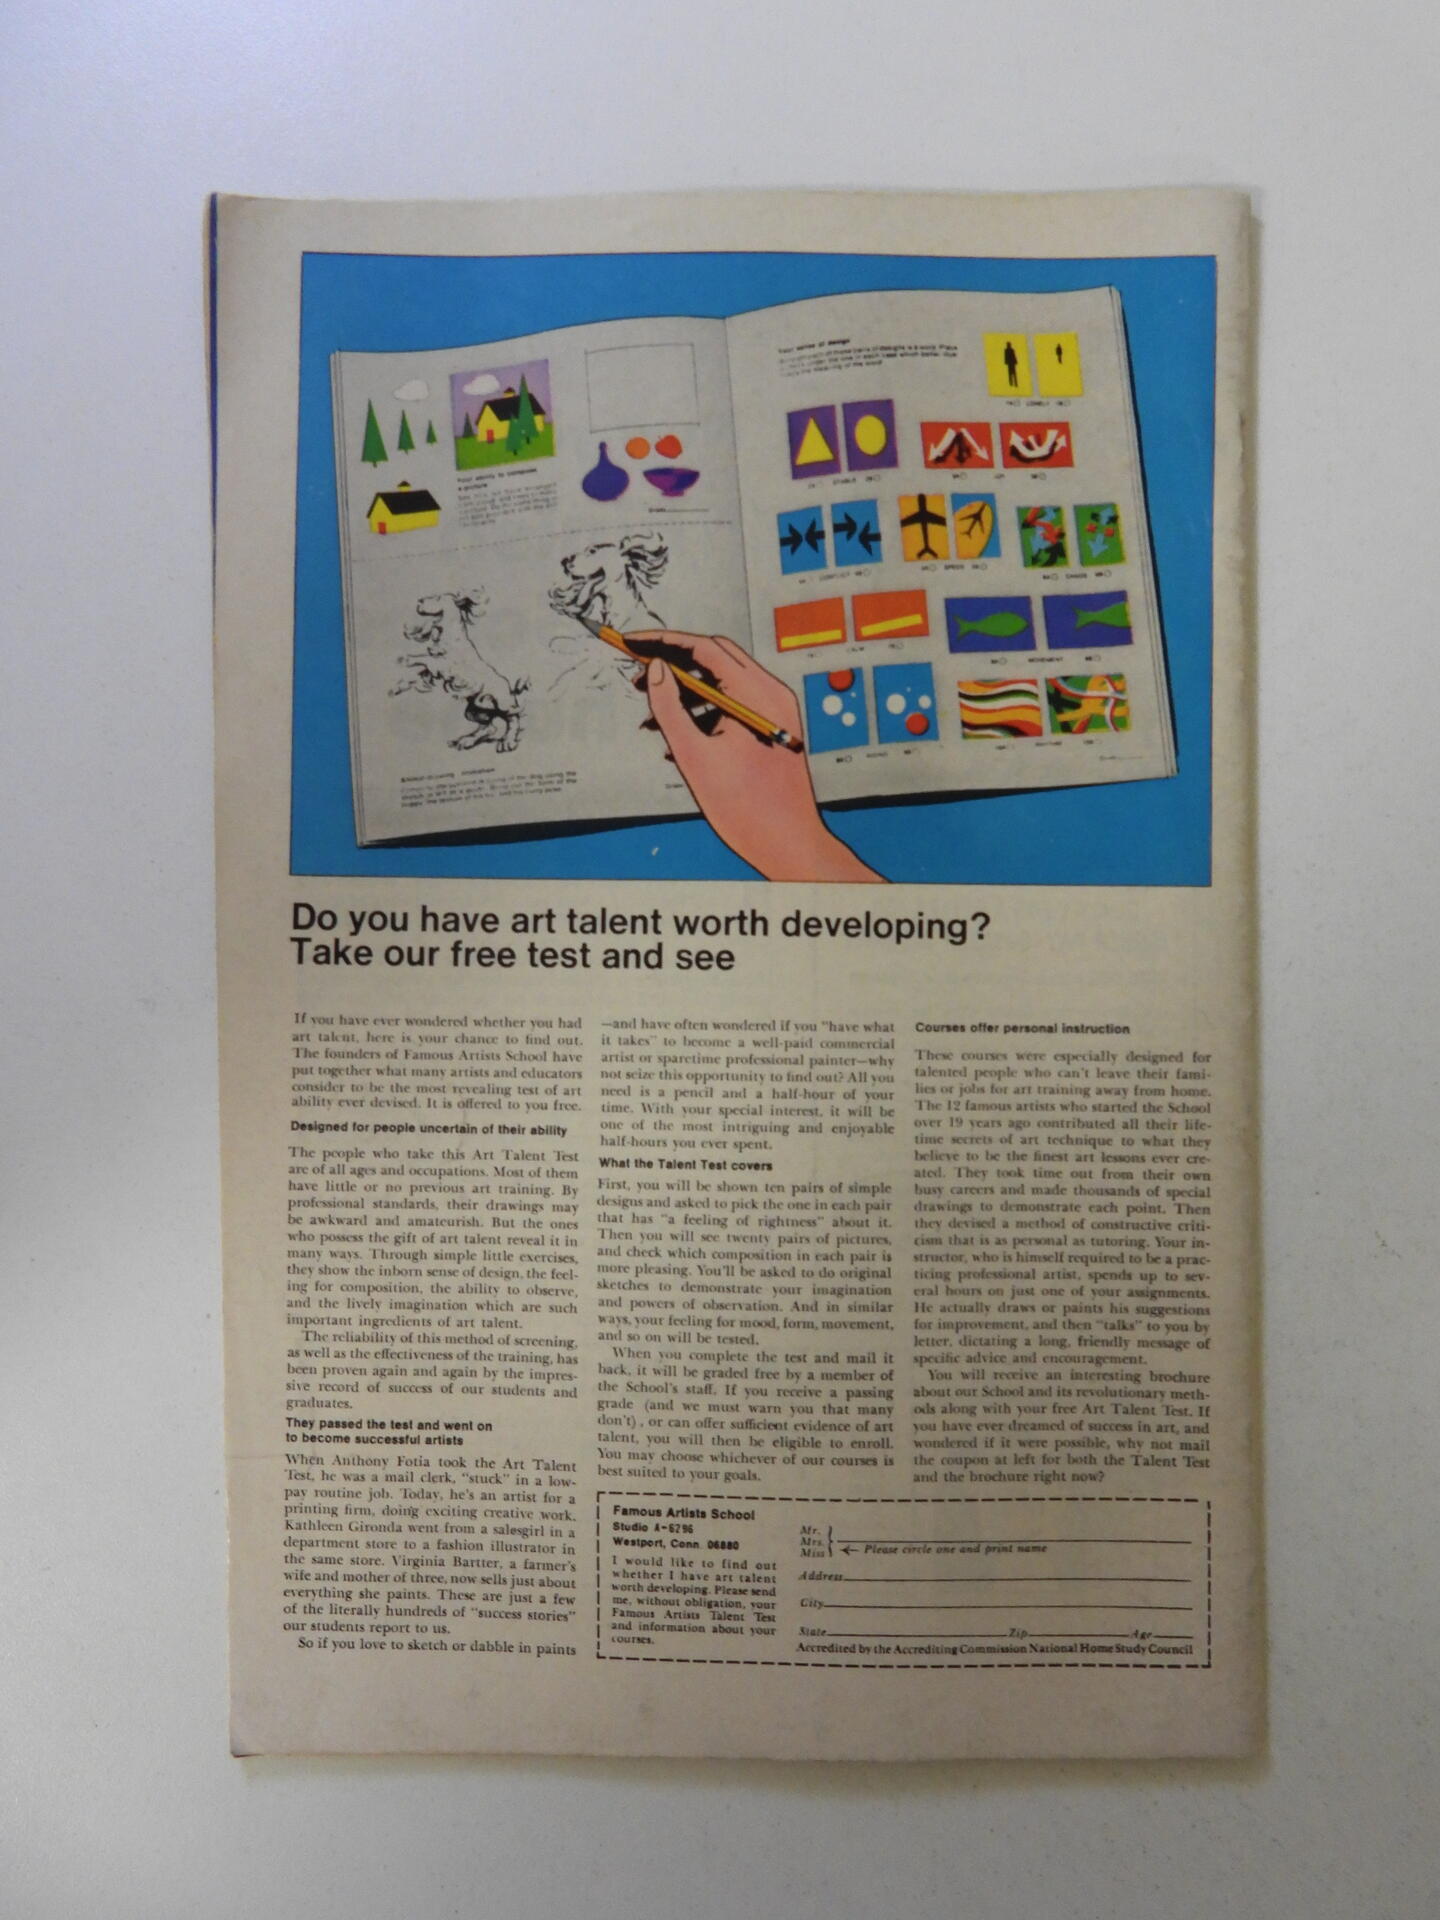 Your sense of design
LONELY
STABLE
CONFLICT
SPEED
CHAOS
MOVEMENT
Your ability to compose
a picture
Do you have art talent worth developing?
Take our free test and see
If you have ever wondered whether you had
art talent, here is your chance to find out.
The founders of Famous Artists School have
put together what many artists and educators
consider to be the most revealing test of art
ability ever devised. It is offered to you free.
Designed for people uncertain of their ability
The people who take this Art Talent Test
are of all ages and occupations. Most of them
have little or no previous art training. By
professional standards, their drawings may
be awkward and amateurish. But the ones
who possess the gift of art talent reveal it in
many ways. Through simple little exercises,
they show the inborn sense of design, the feel-
ing for composition, the ability to observe,
and the lively imagination which are such
important ingredients of art talent.
The reliability of this method of screening,
as well as the effectiveness of the training, has
been proven again and again by the impres-
sive record of success of our students and
graduates.
They passed the test and went on
to become successful artists
When Anthony Fotia took the Art Talent
Test, he was a mail clerk, "stuck" in a low-
pay routine job. Today, he's an artist for a
printing firm, doing exciting creative work.
Kathleen Gironda went from a salesgirl in a
department store to a fashion illustrator in
the same store. Virginia Bartter, a farmer's
wife and mother of three, now sells just about
everything she paints. These are just a few
of the literally hundreds of "success stories"
our students report to us.
So if you love to sketch or dabble in paints
—and have often wondered if you "have what
it takes" to become a well-paid commercial
artist or sparetime professional painter—why
not seize this opportunity to find out? All you
need is a pencil and a half-hour of your
time. With your special interest, it will be
one of the most intriguing and enjoyable
half-hours you ever spent.
What the Talent Test covers
First, you will be shown ten pairs of simple
designs and asked to pick the one in each pair
that has "a feeling of rightness" about it.
Then you will see twenty pairs of pictures,
and check which composition in each pair is
more pleasing. You'll be asked to do original
sketches to demonstrate your imagination
and powers of observation. And in similar
ways, your feeling for mood, form, movement,
and so on will be tested.
When you complete the test and mail it
back, it will be graded free by a member of
the School's staff. If you receive a passing
grade (and we must warn you that many
don't), or can offer sufficient evidence of art
talent, you will then be eligible to enroll.
You may choose whichever of our courses is
best suited to your goals.
Courses offer personal instruction
These courses were especially designed for
talented people who can't leave their fami-
lies or jobs for art training away from home.
The 12 famous artists who started the School
over 19 years ago contributed all their life-
time secrets of art technique to what they
believe to be the finest art lessons ever cre-
ated. They took time out from their own
busy careers and made thousands of special
drawings to demonstrate each point. Then
they devised a method of constructive criti-
cism that is as personal as tutoring. Your in-
structor, who is himself required to be a prac-
ticing professional artist, spends up to sev-
eral hours on just one of your assignments.
He actually draws or paints his suggestions
for improvement, and then "talks" to you by
letter, dictating a long, friendly message of
specific advice and encouragement.
You will receive an interesting brochure
about our School and its revolutionary meth-
ods along with your free Art Talent Test. If
you have ever dreamed of success in art, and
wondered if it were possible, why not mail
the coupon at left for both the Talent Test
and the brochure right now?
Famous Artists School
Studio A-6296
Westport, Conn. 06880
I would like to find out
whether I have art talent
worth developing. Please send
me, without obligation, your
Famous Artists Talent Test
and information about your
courses.
Mr.
Mrs.
Miss
Please circle one and print name
Address
City
State Zip Age
Accredited by the Accrediting Commission National Home Study Council